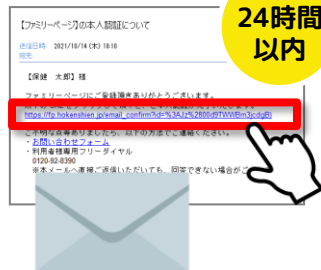 【ファミリーページ】の本人認証について
24時間
以内
送信日時: 2021/10/14 (木) 10:10
宛先:
【保健 太郎】 様
ファミリーページにご登録頂きありがとうございます。
https://fp.hokenshien.jp/email_confirm?id=%3AJz%2800d9TWWBm3jcdgBj
ご不明な点等ありましたら、以下の方法でご連絡ください。
・お問い合わせフォーム
・利用者様専用フリーダイヤル
0120-92-8390
※本メールへ直接ご返信いただいても、回答できない場合がご